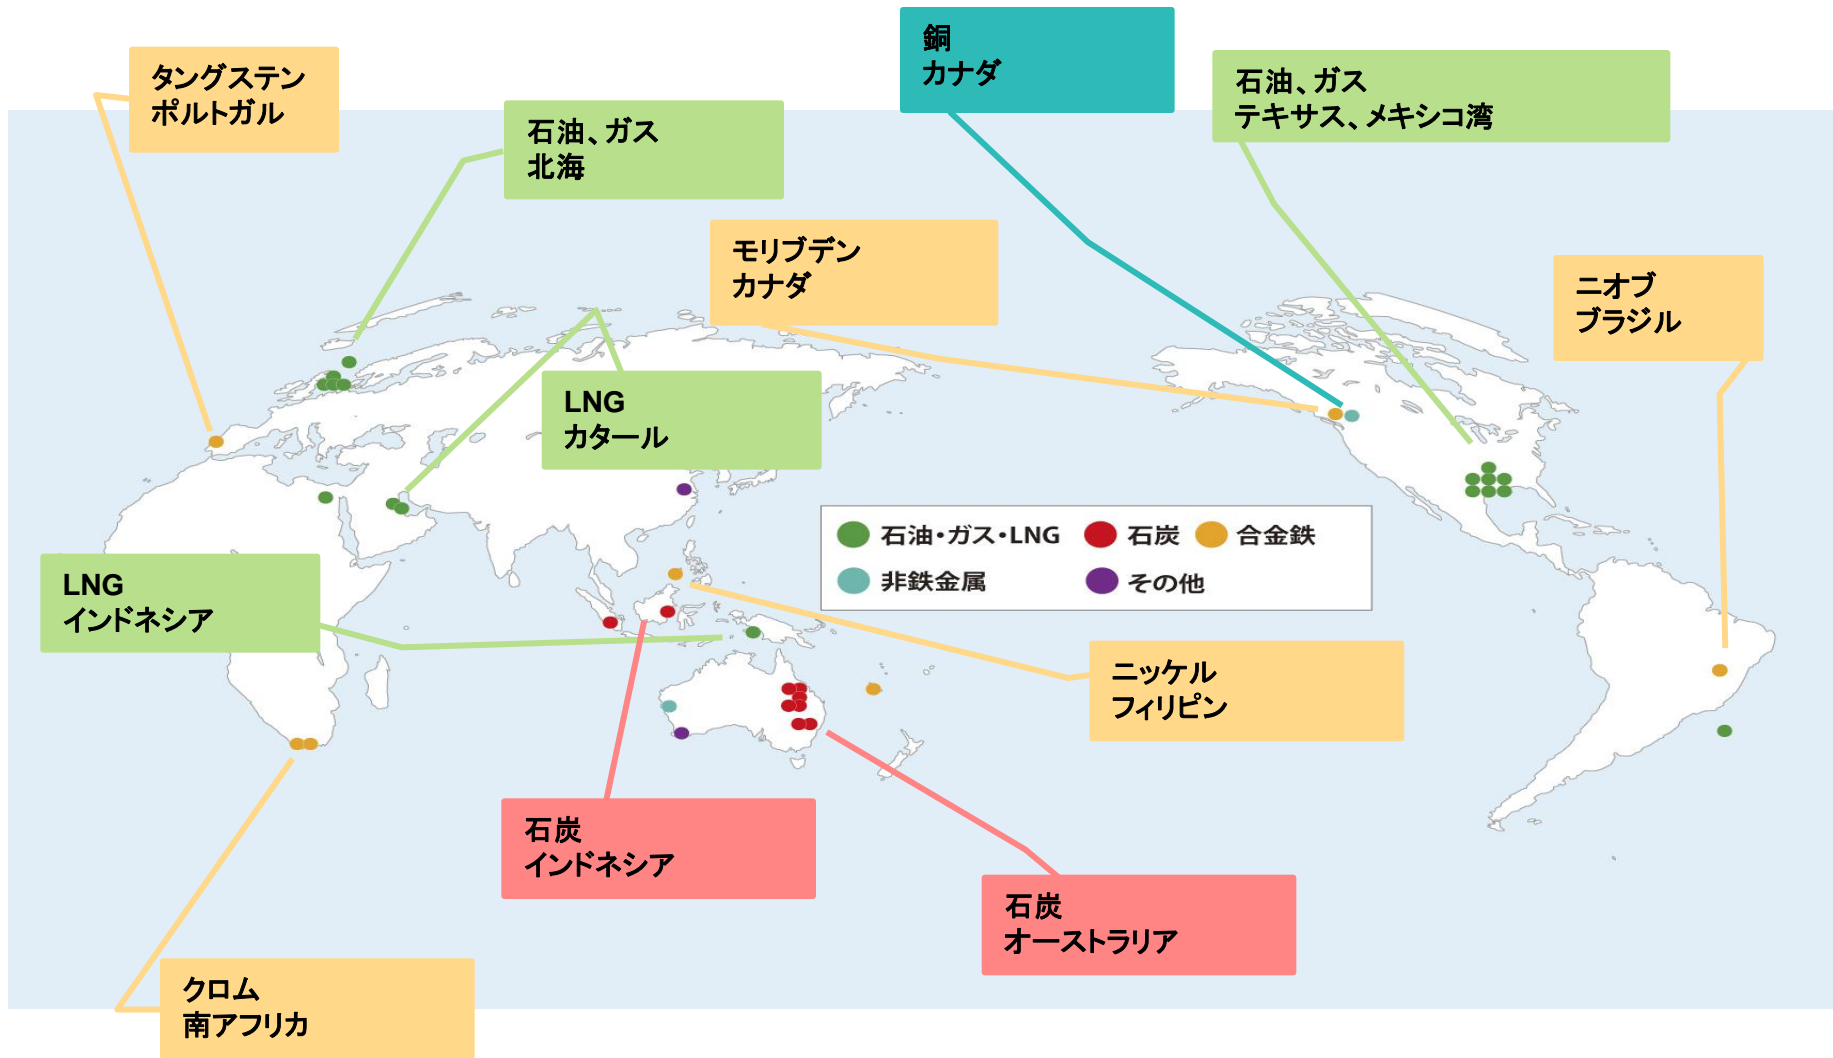 銅
カナダ
タングステン
ポルトガル
石油、ガス
テキサス、メキシコ湾
石油、ガス
北海
モリブデン
カナダ
ニオブ
ブラジル
LNG
カタール
石油・ガス・LNG
石炭
合金鉄
非鉄金属
その他
LNG
インドネシア
ニッケル
フィリピン
石炭
インドネシア
石炭
オーストラリア
クロム
南アフリカ